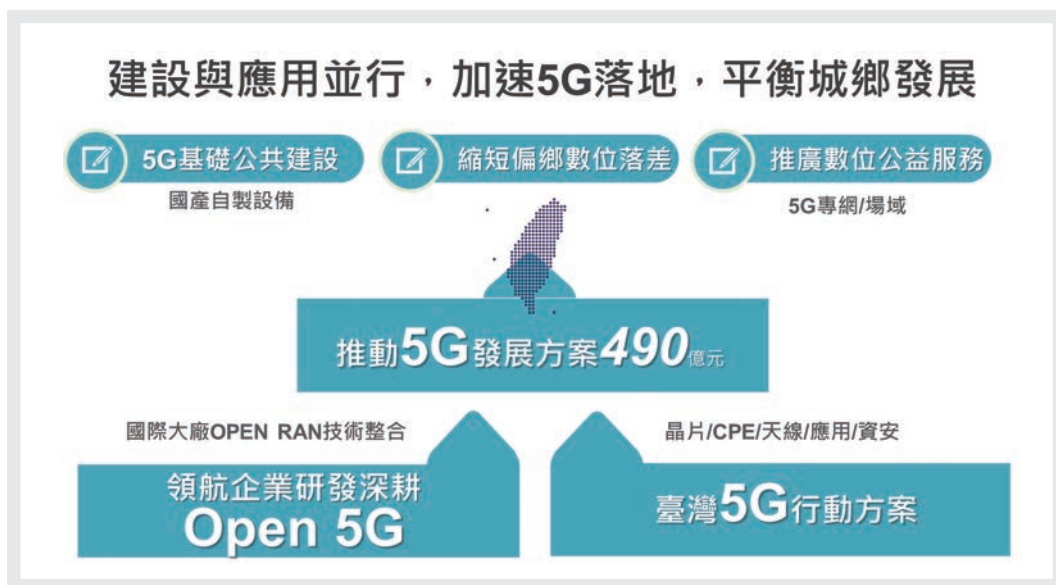 建設與應用並行，加速5G落地，平衡城鄉發展
5G基礎公共建設
縮短偏鄉數位落差
推廣數位公益服務
國產自製設備
5G專網/場域
推動5G發展方案490億元
國際大廠OPEN RAN技術整合
晶片/CPE/天線/應用/資安
領航企業研發深耕
Open 5G
臺灣5G行動方案